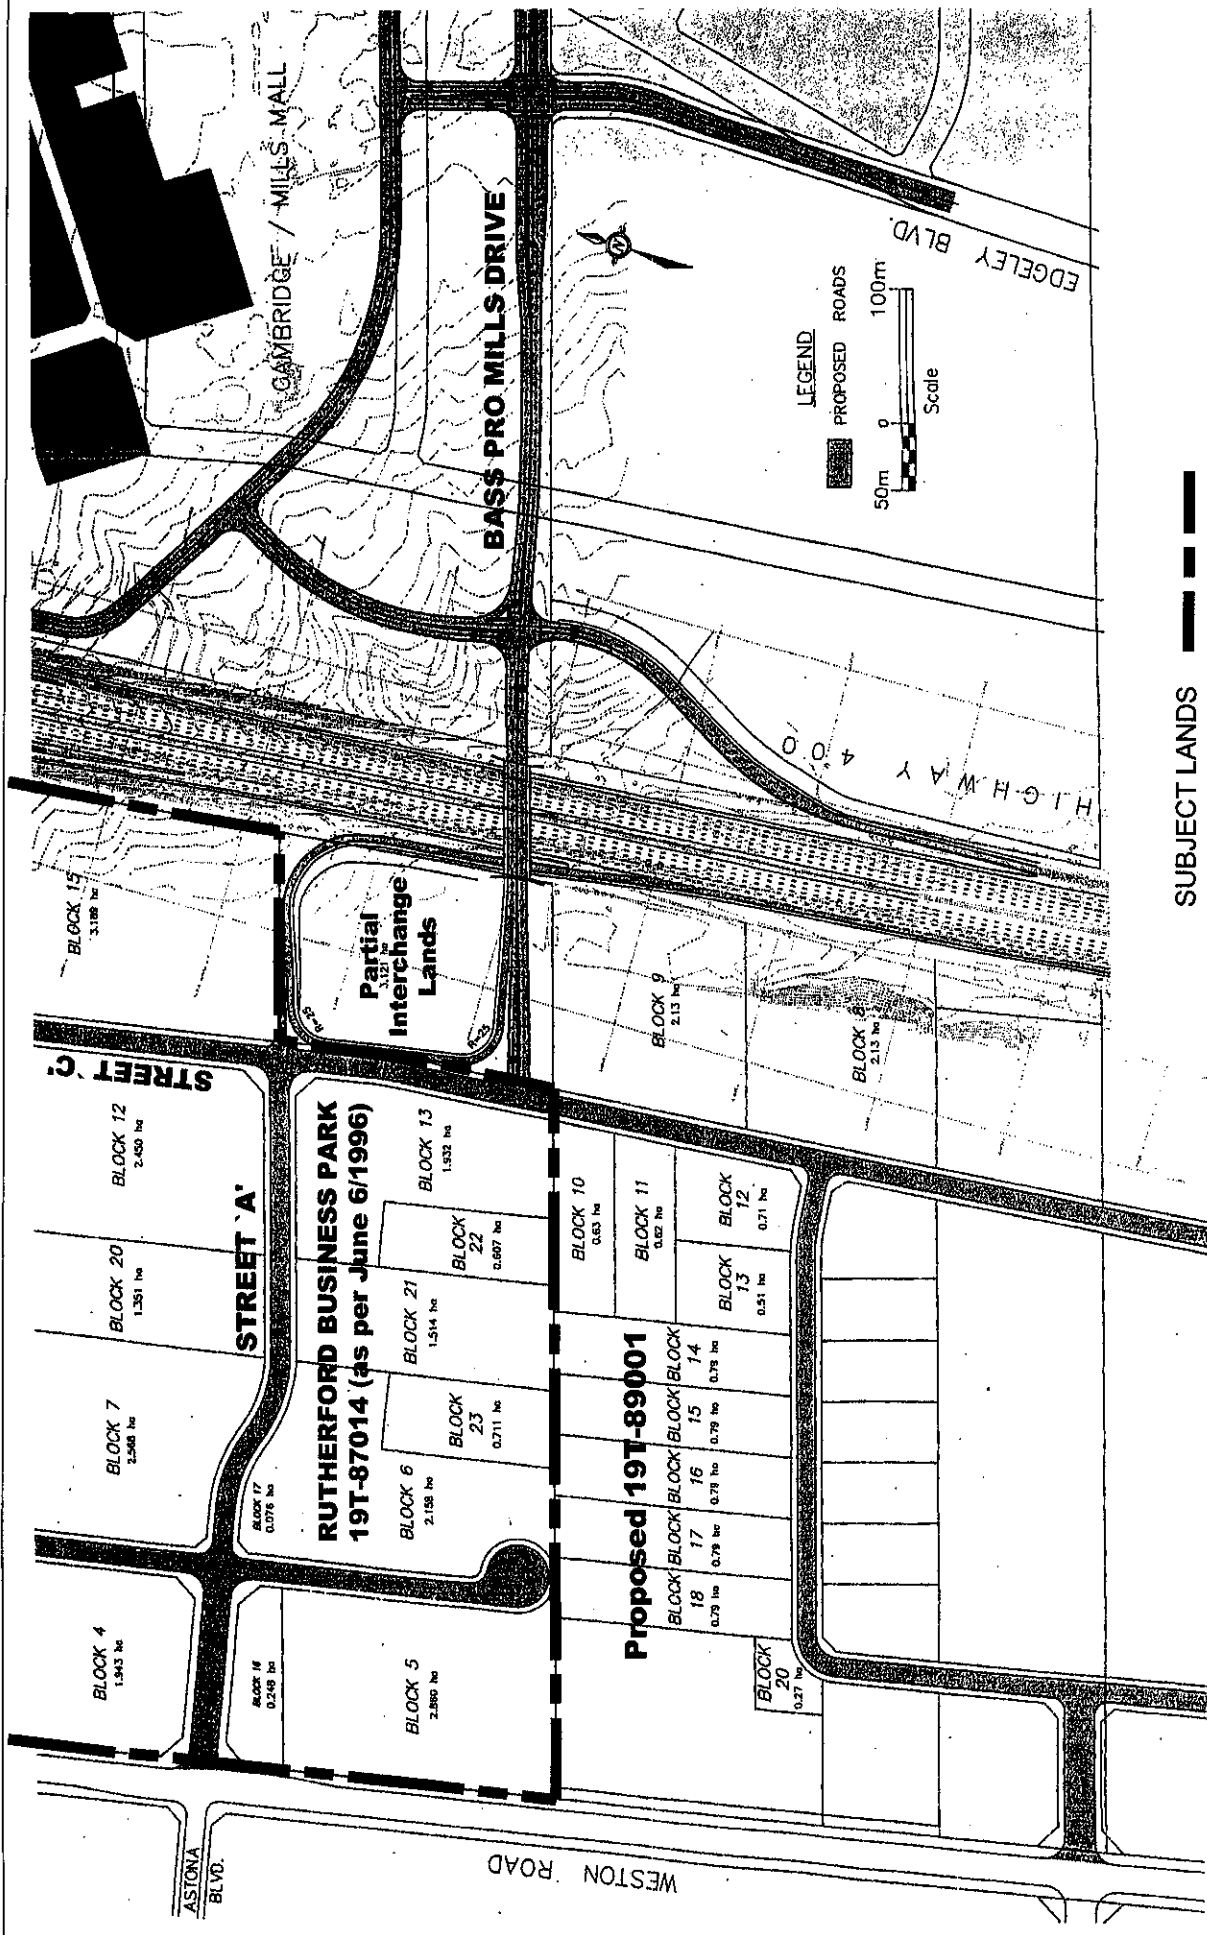 CAMBRIDGE / MILLS MALL
BASS PRO MILLS DRIVE
EDGELEY BLVD.
N
LEGEND
PROPOSED ROADS
50m 0 100m
Scale
HIGHWAY 400
SUBJECT LANDS
BLOCK 15
3.189 ha
Partial
3.121 ha
Interchange
Lands
R=25
R=25
BLOCK 9
2.13 ha
BLOCK 8
2.13 ha
STREET 'C'
STREET 'A'
BLOCK 12
2.450 ha
BLOCK 20
1.351 ha
BLOCK 7
2.568 ha
BLOCK 4
1.943 ha
RUTHERFORD BUSINESS PARK
19T-87014 (as per June 6/1996)
BLOCK 13
1.932 ha
BLOCK
22
0.667 ha
BLOCK 21
1.514 ha
BLOCK
23
0.711 ha
BLOCK 6
2.158 ha
BLOCK 17
0.076 ha
BLOCK 16
0.248 ha
BLOCK 5
2.860 ha
BLOCK 10
0.63 ha
BLOCK 11
0.62 ha
BLOCK
12
0.71 ha
BLOCK
13
0.51 ha
Proposed 19T-89001
BLOCK
14
0.79 ha
BLOCK
15
0.79 ha
BLOCK
16
0.79 ha
BLOCK
17
0.79 ha
BLOCK
18
0.79 ha
BLOCK
20
0.27 ha
ASTONA
BLVD.
WESTON ROAD